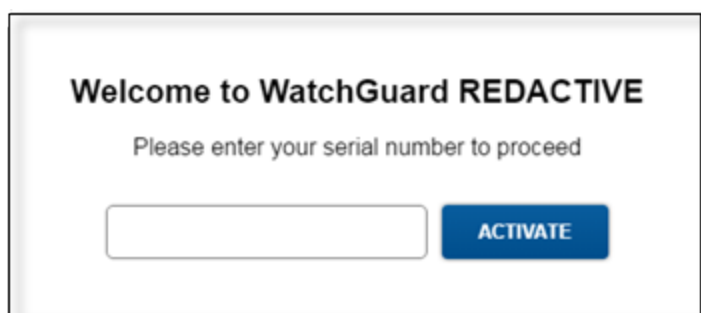 Welcome to WatchGuard REDACTIVE
Please enter your serial number to proceed
ACTIVATE